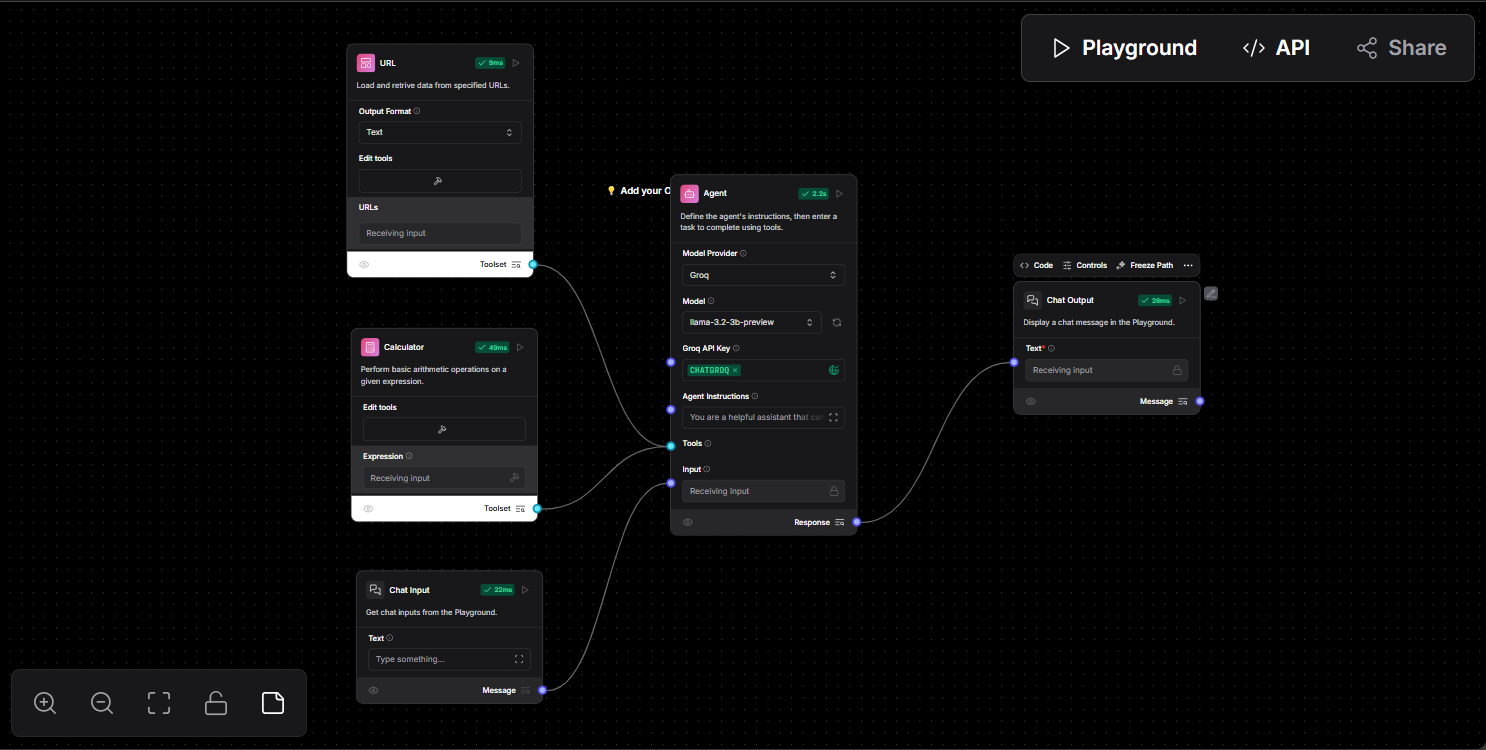 Playground
API
Share
URL
9ms
Load and retrive data from specified URLs.
Output Format
Text
Edit tools
URLs
Receiving input
Toolset
Add your O
Agent
2.2s
Define the agent's instructions, then enter a
task to complete using tools.
Model Provider
Groq
Model
llama-3.2-3b-preview
Groq API Key
CHATGROQ ×
Agent Instructions
You are a helpful assistant that can
Tools
Input
Receiving input
Response
Calculator
49ms
Perform basic arithmetic operations on a
given expression.
Edit tools
Expression
Receiving input
Toolset
Chat Input
22ms
Get chat inputs from the Playground.
Text
Type something...
Message
Code
Controls
Freeze Path
Chat Output
26ms
Display a chat message in the Playground.
Text*
Receiving input
Message